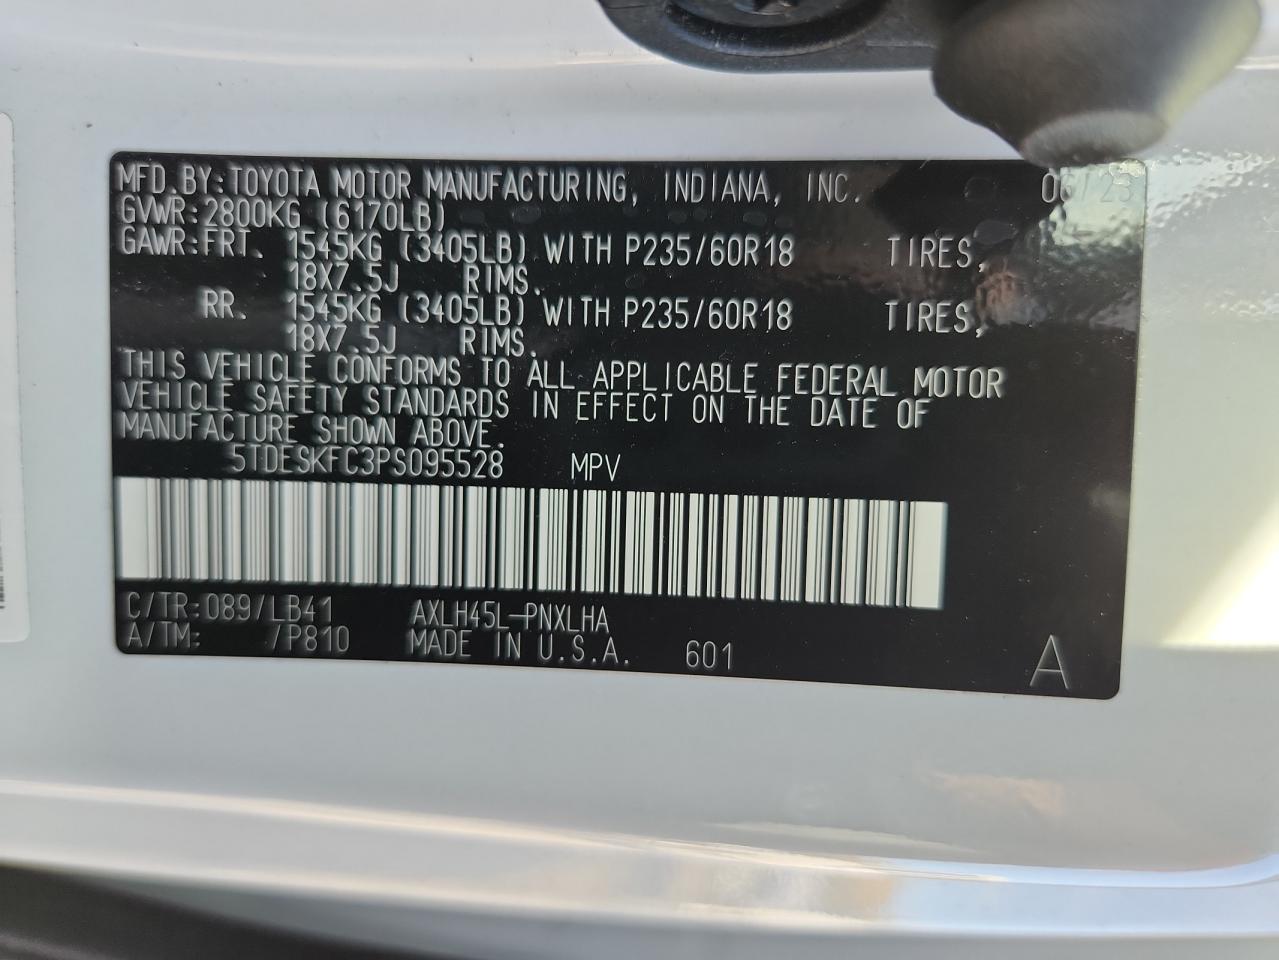 MFD.BY:TOYOTA MOTOR MANUFACTURING, INDIANA, INC. 06/23
GVWR:2800KG (6170LB)
GAWR:FRT. 1545KG (3405LB) WITH P235/60R18 TIRES,
18X7.5J RIMS.
RR. 1545KG (3405LB) WITH P235/60R18 TIRES,
18X7.5J RIMS.
THIS VEHICLE CONFORMS TO ALL APPLICABLE FEDERAL MOTOR
VEHICLE SAFETY STANDARDS IN EFFECT ON THE DATE OF
MANUFACTURE SHOWN ABOVE.
5TDESKFC3PS095528 MPV
C/TR:089/LB41 AXLH45L-PNXLHA
A/TM: /P810 MADE IN U.S.A. 601 A